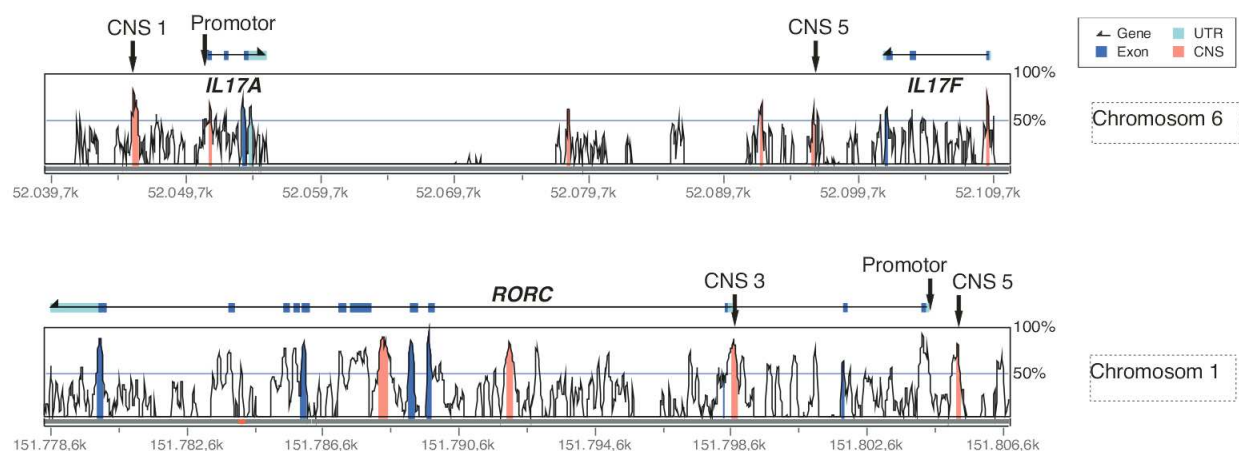 CNS 1
Promotor
CNS 5
Gene
UTR
Exon
CNS
IL17A
IL17F
100%
50%
Chromosom 6
52.039,7k 52.049,7k 52.059,7k 52.069,7k 52.079,7k 52.089,7k 52.099,7k 52.109,7k
CNS 3
Promotor
CNS 5
RORC
100%
50%
Chromosom 1
151.778,6k 151.782,6k 151.786,6k 151.790,6k 151.794,6k 151.798,6k 151.802,6k 151.806,6k